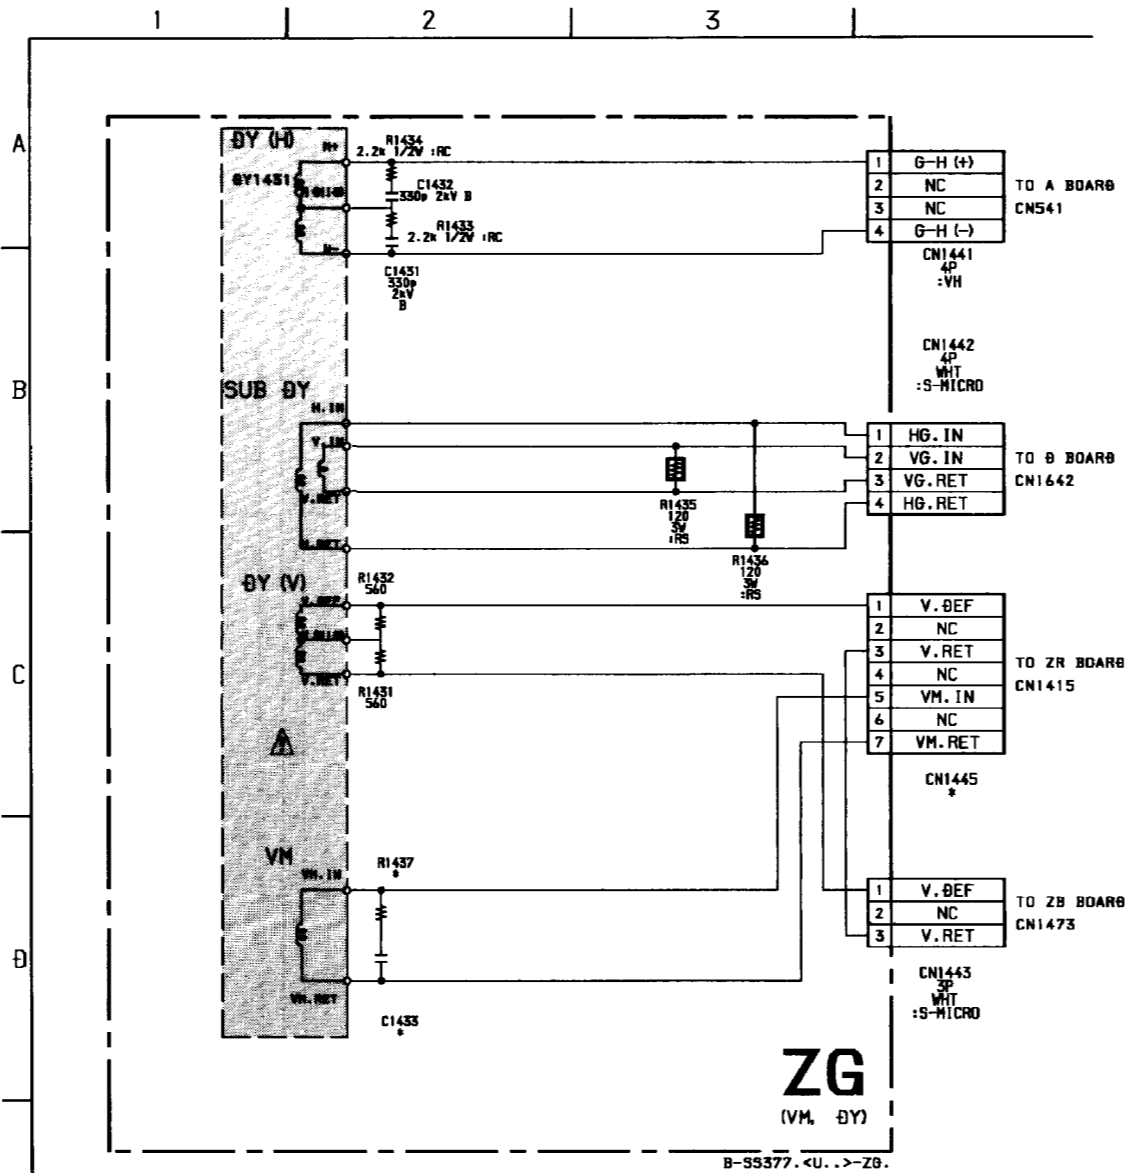 1 2 3
A
B
C
D
DY (H)
H+
R1434
2.2k 1/2W :RC
DY1431
C1432
330p 2kV B
R1433
2.2k 1/2W :RC
H-
C1431
330p
2kV
B
1 G-H (+)
2 NC
3 NC
4 G-H (-)
TO A BOARD
CN541
CN1441
4P
:VH
CN1442
4P
WHT
:S-MICRO
SUB DY
H.IN
V.IN
V.RET
H.RET
R1435
120
3W
:RS
R1436
120
3W
:RS
1 HG.IN
2 VG.IN
3 VG.RET
4 HG.RET
TO D BOARD
CN1642
DY (V)
V.DEF
V.RET
R1432
560
R1431
560
1 V.DEF
2 NC
3 V.RET
4 NC
5 VM.IN
6 NC
7 VM.RET
TO ZR BOARD
CN1415
CN1445
*
VM
VM.IN
VM.RET
R1437
*
C1433
*
1 V.DEF
2 NC
3 V.RET
TO ZB BOARD
CN1473
CN1443
3P
WHT
:S-MICRO
ZG
(VM, DY)
B-SS377.<U..>-ZG.